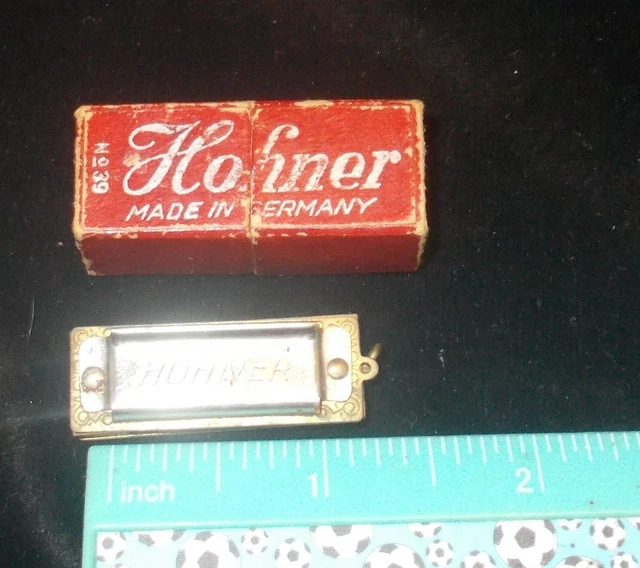 No 39
Hohner
MADE IN GERMANY
HOHNER
inch 1 2